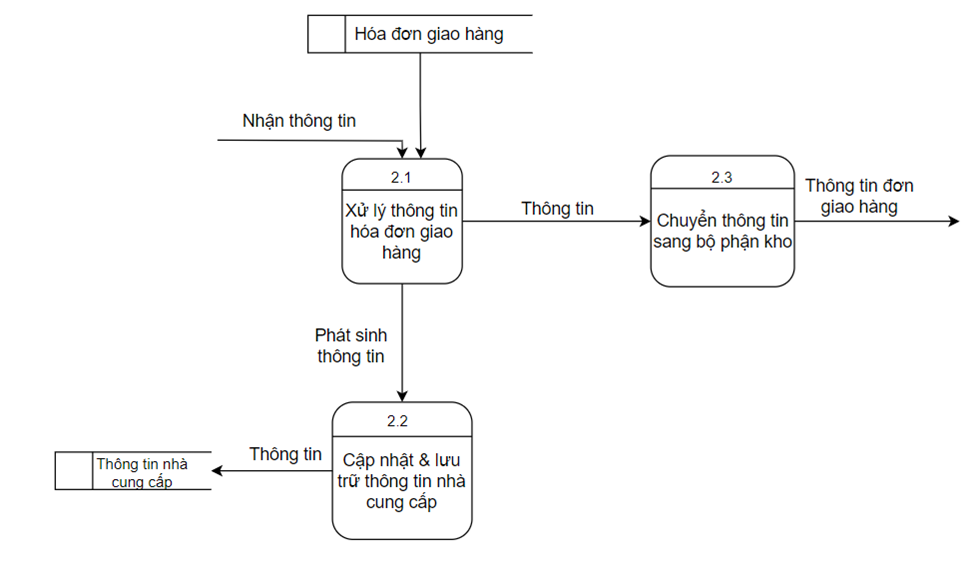 Hóa đơn giao hàng
Nhận thông tin
2.1
Xử lý thông tin
hóa đơn giao
hàng
Thông tin
2.3
Chuyển thông tin
sang bộ phận kho
Thông tin đơn
giao hàng
Phát sinh
thông tin
2.2
Cập nhật & lưu
trữ thông tin nhà
cung cấp
Thông tin
Thông tin nhà
cung cấp